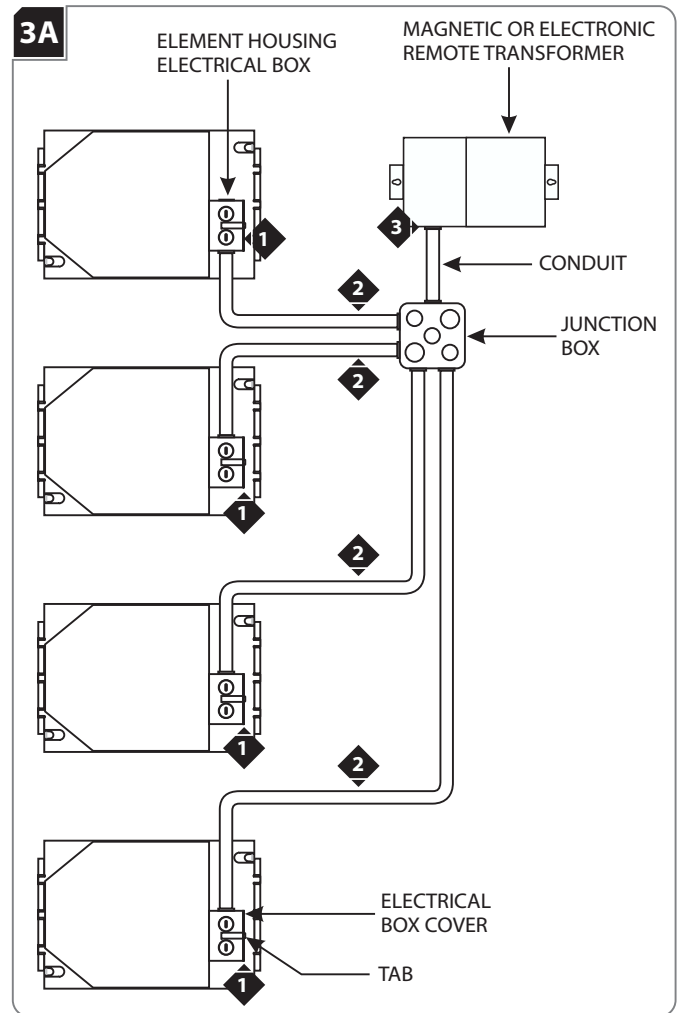 3A
ELEMENT HOUSING
ELECTRICAL BOX
MAGNETIC OR ELECTRONIC
REMOTE TRANSFORMER
1
3
CONDUIT
2
JUNCTION
BOX
2
1
2
1
2
ELECTRICAL
BOX COVER
TAB
1